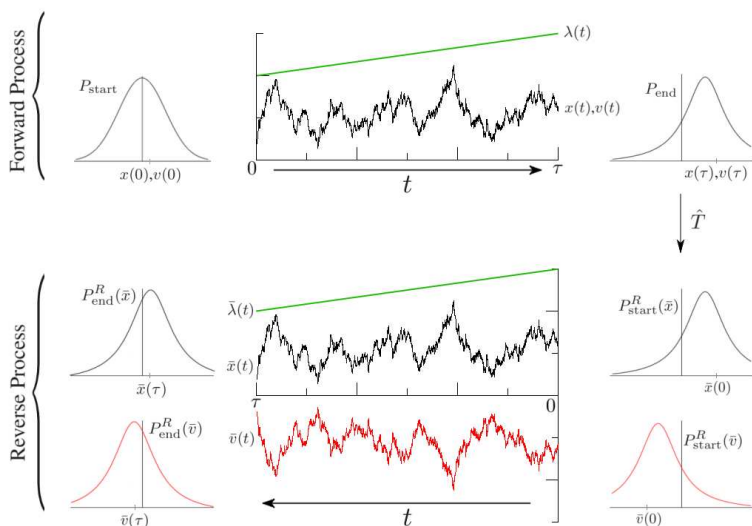 Forward Process
P_start
x(0),v(0)
λ(t)
x(t),v(t)
0
τ
t
P_end
x(τ),v(τ)
T̂
Reverse Process
P^R_end(x̄)
x̄(τ)
P^R_end(v̄)
v̄(τ)
λ̄(t)
x̄(t)
τ
0
v̄(t)
t
P^R_start(x̄)
x̄(0)
P^R_start(v̄)
v̄(0)